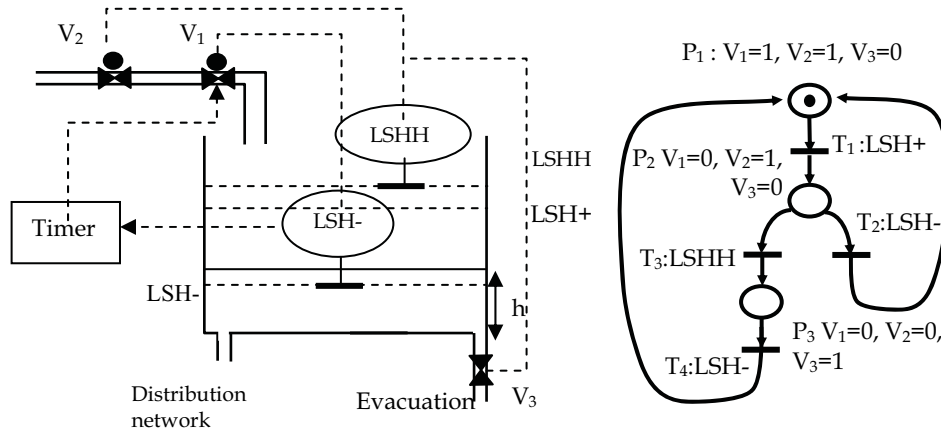 V2
V1
LSHH
LSHH
LSH+
LSH-
Timer
LSH-
h
Distribution
network
Evacuation
V3
P1 : V1=1, V2=1, V3=0
T1 :LSH+
P2 V1=0, V2=1,
V3=0
T2:LSH-
T3:LSHH
P3 V1=0, V2=0,
V3=1
T4:LSH-